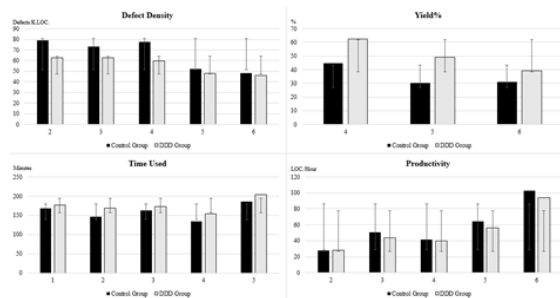 Defect Density
Defects/K.LOC.
90
80
70
60
50
40
30
20
10
0
2 3 4 5 6
■ Control Group □ DDD Group
Yield%
%
70
60
50
40
30
20
10
0
4 5 6
■ Control Group □ DDD Group
Time Used
Minutes
250
200
150
100
50
0
1 2 3 4 5
■ Control Group □ DDD Group
Productivity
LOC/Hour
120
100
80
60
40
20
0
2 3 4 5 6
■ Control Group □ DDD Group